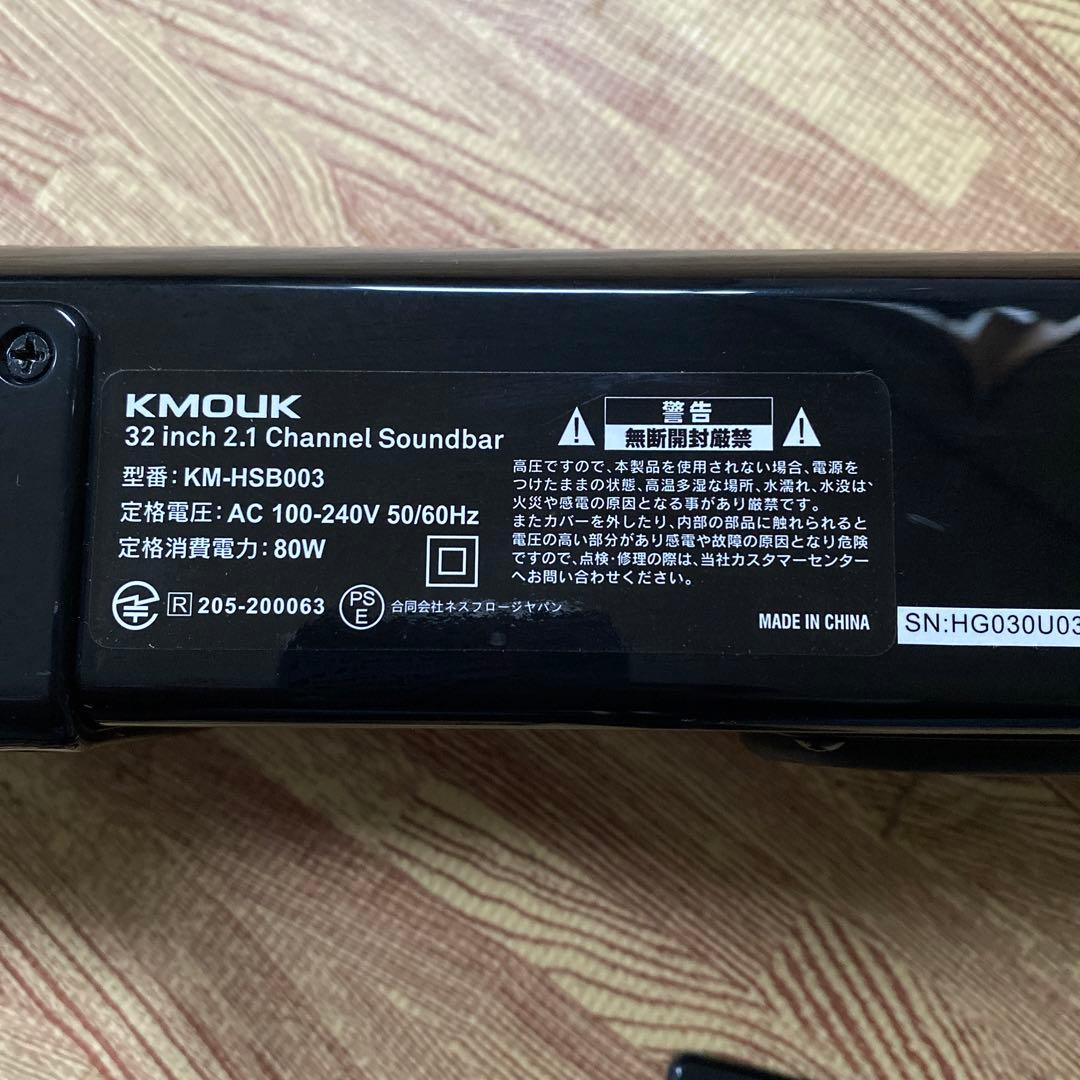 KMOUK
32 inch 2.1 Channel Soundbar
型番: KM-HSB003
定格電圧: AC 100-240V 50/60Hz
定格消費電力: 80W
R 205-200063
PS
E
合同会社ネスフロージャパン
警告
無断開封厳禁
高圧ですので、本製品を使用されない場合、電源を
つけたままの状態、高温多湿な場所、水濡れ、水没は、
火災や感電の原因となる事があり厳禁です。
またカバーを外したり、内部の部品に触れられると
電圧の高い部分があり感電や故障の原因となり危険
ですので、点検・修理の際は、当社カスタマーセンター
へお問い合わせください。
MADE IN CHINA
SN:HG030U03